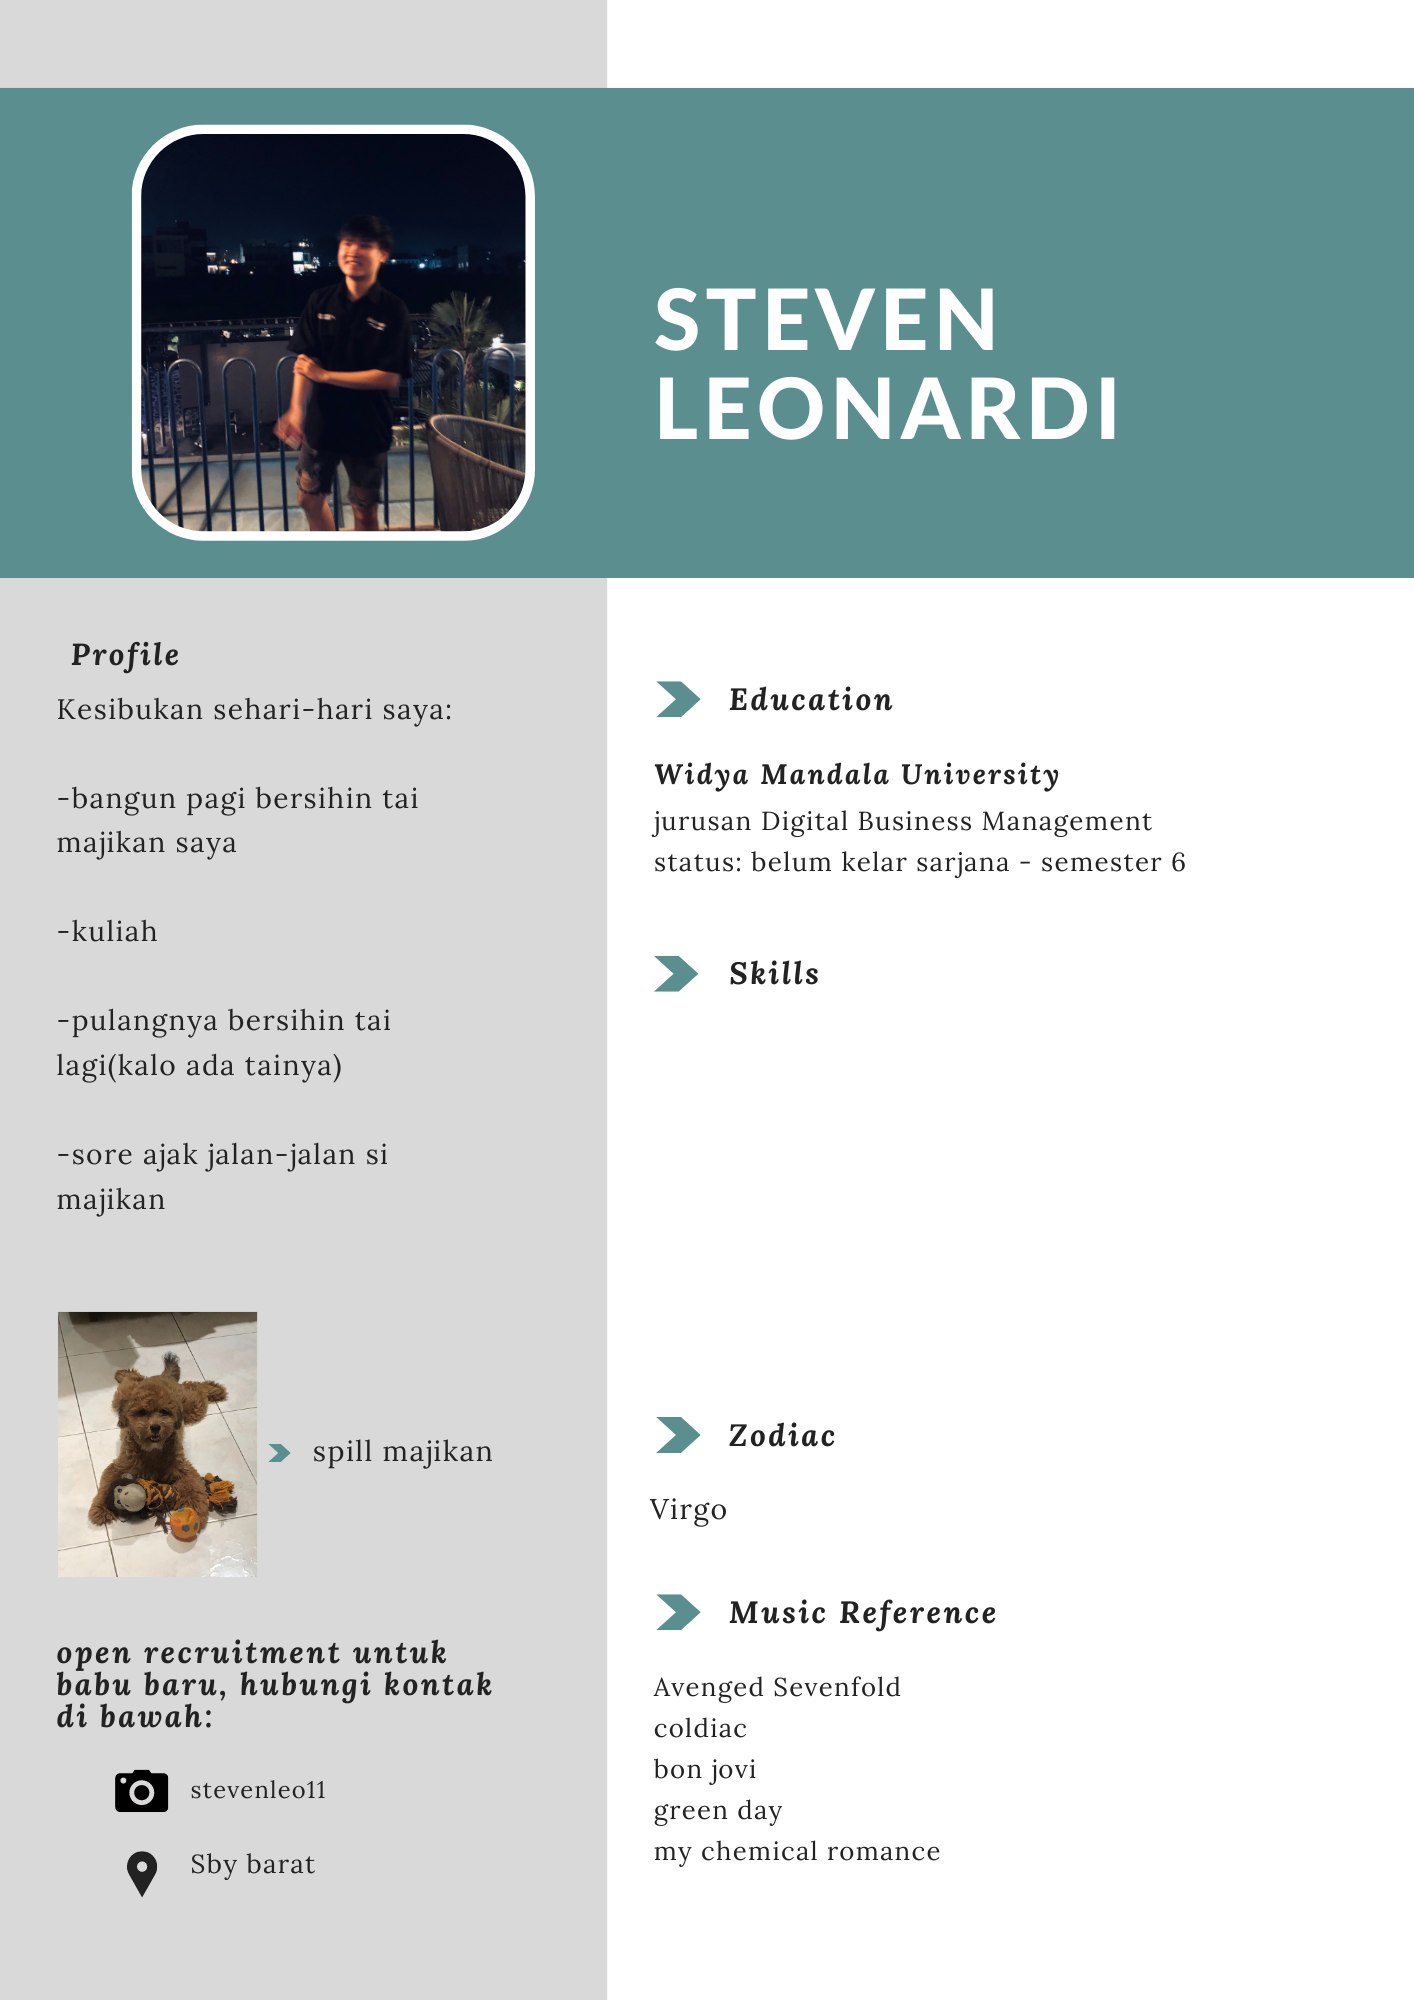 STEVEN
LEONARDI
Profile
Kesibukan sehari-hari saya:
-bangun pagi bersihin tai
majikan saya
-kuliah
-pulangnya bersihin tai
lagi(kalo ada tainya)
-sore ajak jalan-jalan si
majikan
spill majikan
open recruitment untuk
babu baru, hubungi kontak
di bawah:
stevenleo11
Sby barat
Education
Widya Mandala University
jurusan Digital Business Management
status: belum kelar sarjana - semester 6
Skills
Zodiac
Virgo
Music Reference
Avenged Sevenfold
coldiac
bon jovi
green day
my chemical romance